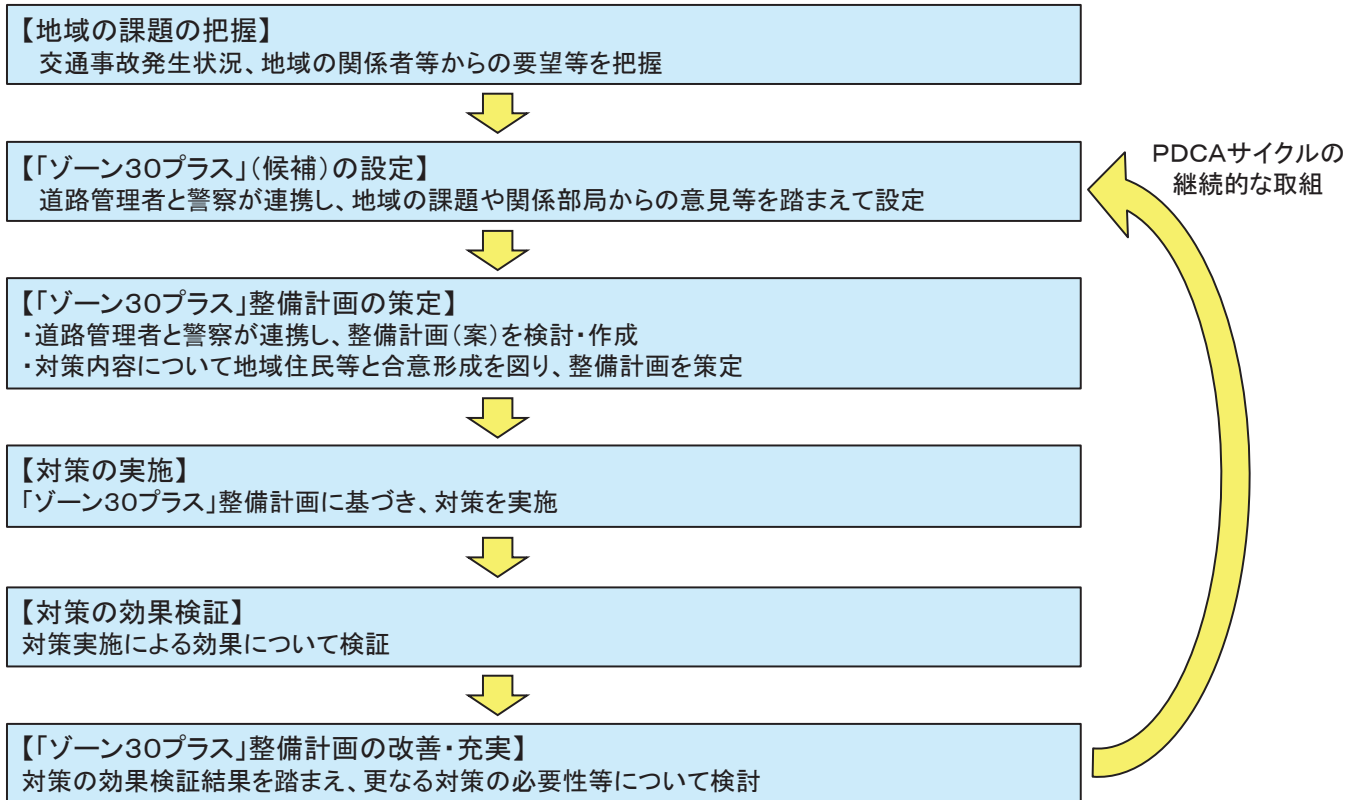 【地域の課題の把握】
交通事故発生状況、地域の関係者等からの要望等を把握
【「ゾーン30プラス」(候補)の設定】
道路管理者と警察が連携し、地域の課題や関係部局からの意見等を踏まえて設定
PDCAサイクルの
継続的な取組
【「ゾーン30プラス」整備計画の策定】
・道路管理者と警察が連携し、整備計画(案)を検討・作成
・対策内容について地域住民等と合意形成を図り、整備計画を策定
【対策の実施】
「ゾーン30プラス」整備計画に基づき、対策を実施
【対策の効果検証】
対策実施による効果について検証
【「ゾーン30プラス」整備計画の改善・充実】
対策の効果検証結果を踏まえ、更なる対策の必要性等について検討